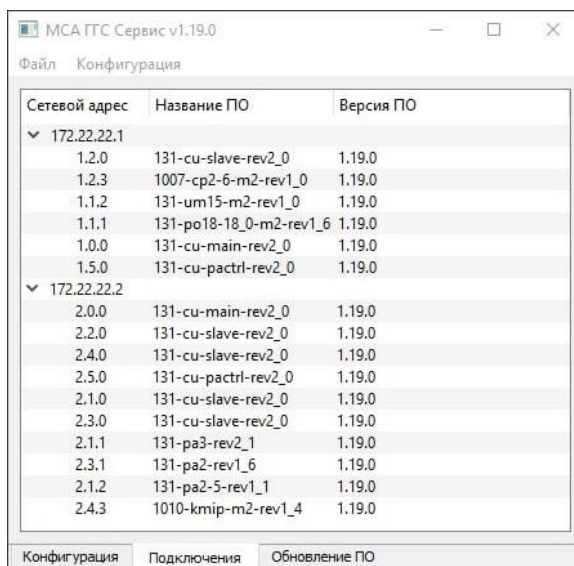 МСА ГГС Сервис v1.19.0
Файл Конфигурация
Сетевой адрес Название ПО Версия ПО
172.22.22.1
1.2.0 131-cu-slave-rev2_0 1.19.0
1.2.3 1007-cp2-6-m2-rev1_0 1.19.0
1.1.2 131-um15-m2-rev1_0 1.19.0
1.1.1 131-po18-18_0-m2-rev1_6 1.19.0
1.0.0 131-cu-main-rev2_0 1.19.0
1.5.0 131-cu-pactrl-rev2_0 1.19.0
172.22.22.2
2.0.0 131-cu-main-rev2_0 1.19.0
2.2.0 131-cu-slave-rev2_0 1.19.0
2.4.0 131-cu-slave-rev2_0 1.19.0
2.5.0 131-cu-pactrl-rev2_0 1.19.0
2.1.0 131-cu-slave-rev2_0 1.19.0
2.3.0 131-cu-slave-rev2_0 1.19.0
2.1.1 131-pa3-rev2_1 1.19.0
2.3.1 131-pa2-rev1_6 1.19.0
2.1.2 131-pa2-5-rev1_1 1.19.0
2.4.3 1010-kmip-m2-rev1_4 1.19.0
Конфигурация Подключения Обновление ПО